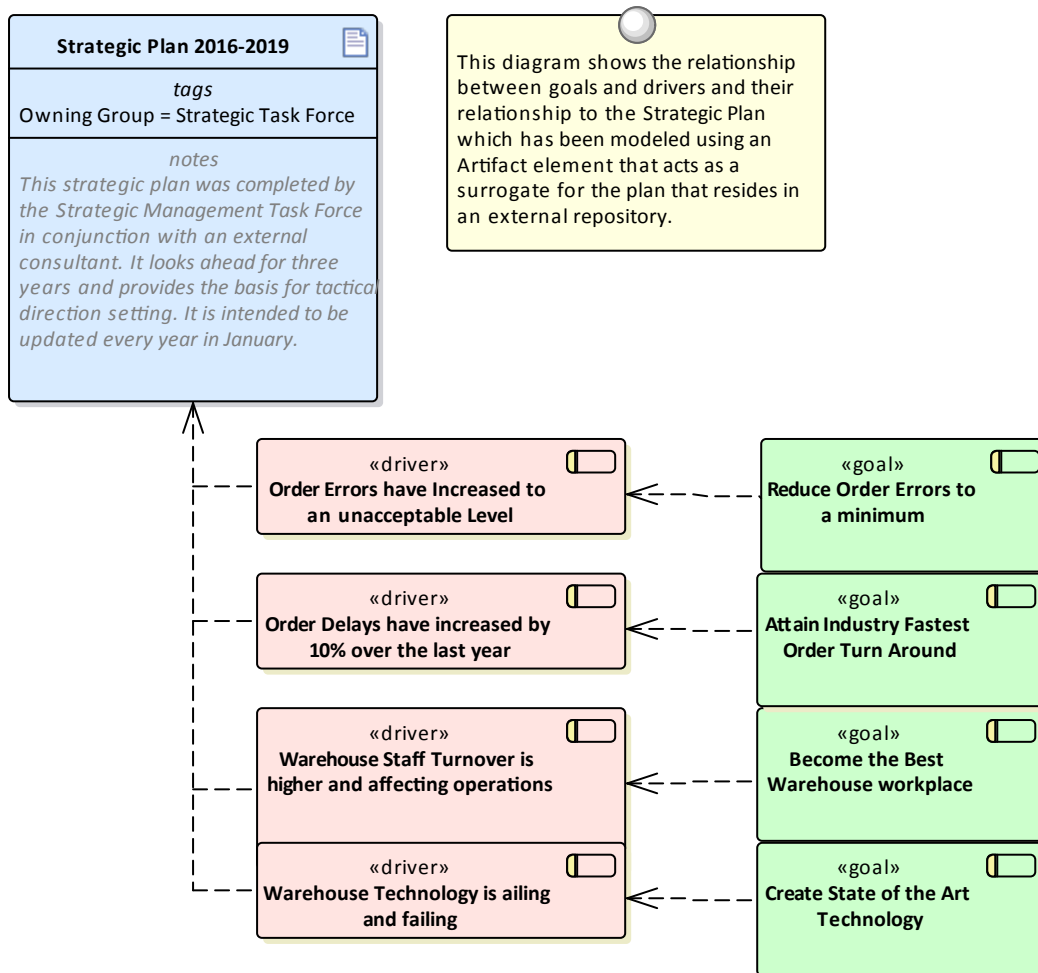 Strategic Plan 2016-2019
tags
Owning Group = Strategic Task Force
notes
This strategic plan was completed by
the Strategic Management Task Force
in conjunction with an external
consultant. It looks ahead for three
years and provides the basis for tactical
direction setting. It is intended to be
updated every year in January.
This diagram shows the relationship
between goals and drivers and their
relationship to the Strategic Plan
which has been modeled using an
Artifact element that acts as a
surrogate for the plan that resides in
an external repository.
«driver»
Order Errors have Increased to
an unacceptable Level
«goal»
Reduce Order Errors to
a minimum
«driver»
Order Delays have increased by
10% over the last year
«goal»
Attain Industry Fastest
Order Turn Around
«driver»
Warehouse Staff Turnover is
higher and affecting operations
«goal»
Become the Best
Warehouse workplace
«driver»
Warehouse Technology is ailing
and failing
«goal»
Create State of the Art
Technology